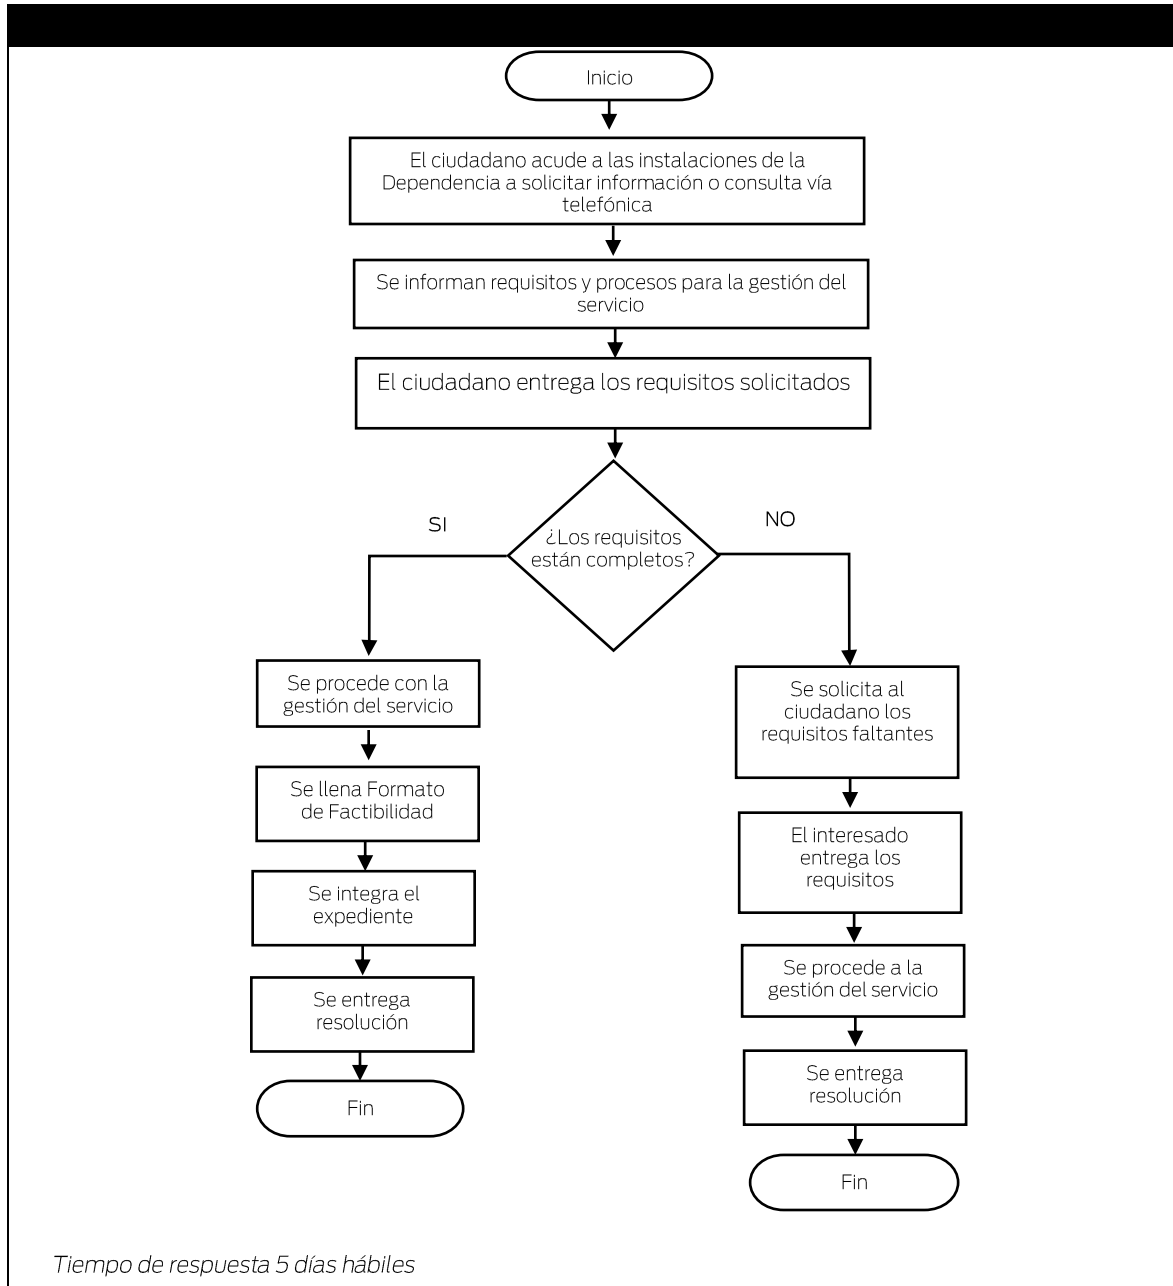 Inicio
El ciudadano acude a las instalaciones de la
Dependencia a solicitar información o consulta vía
telefónica
Se informan requisitos y procesos para la gestión del
servicio
El ciudadano entrega los requisitos solicitados
¿Los requisitos
están completos?
SI
NO
Se procede con la
gestión del servicio
Se llena Formato
de Factibilidad
Se integra el
expediente
Se entrega
resolución
Fin
Se solicita al
ciudadano los
requisitos faltantes
El interesado
entrega los
requisitos
Se procede a la
gestión del servicio
Se entrega
resolución
Fin
Tiempo de respuesta 5 días hábiles